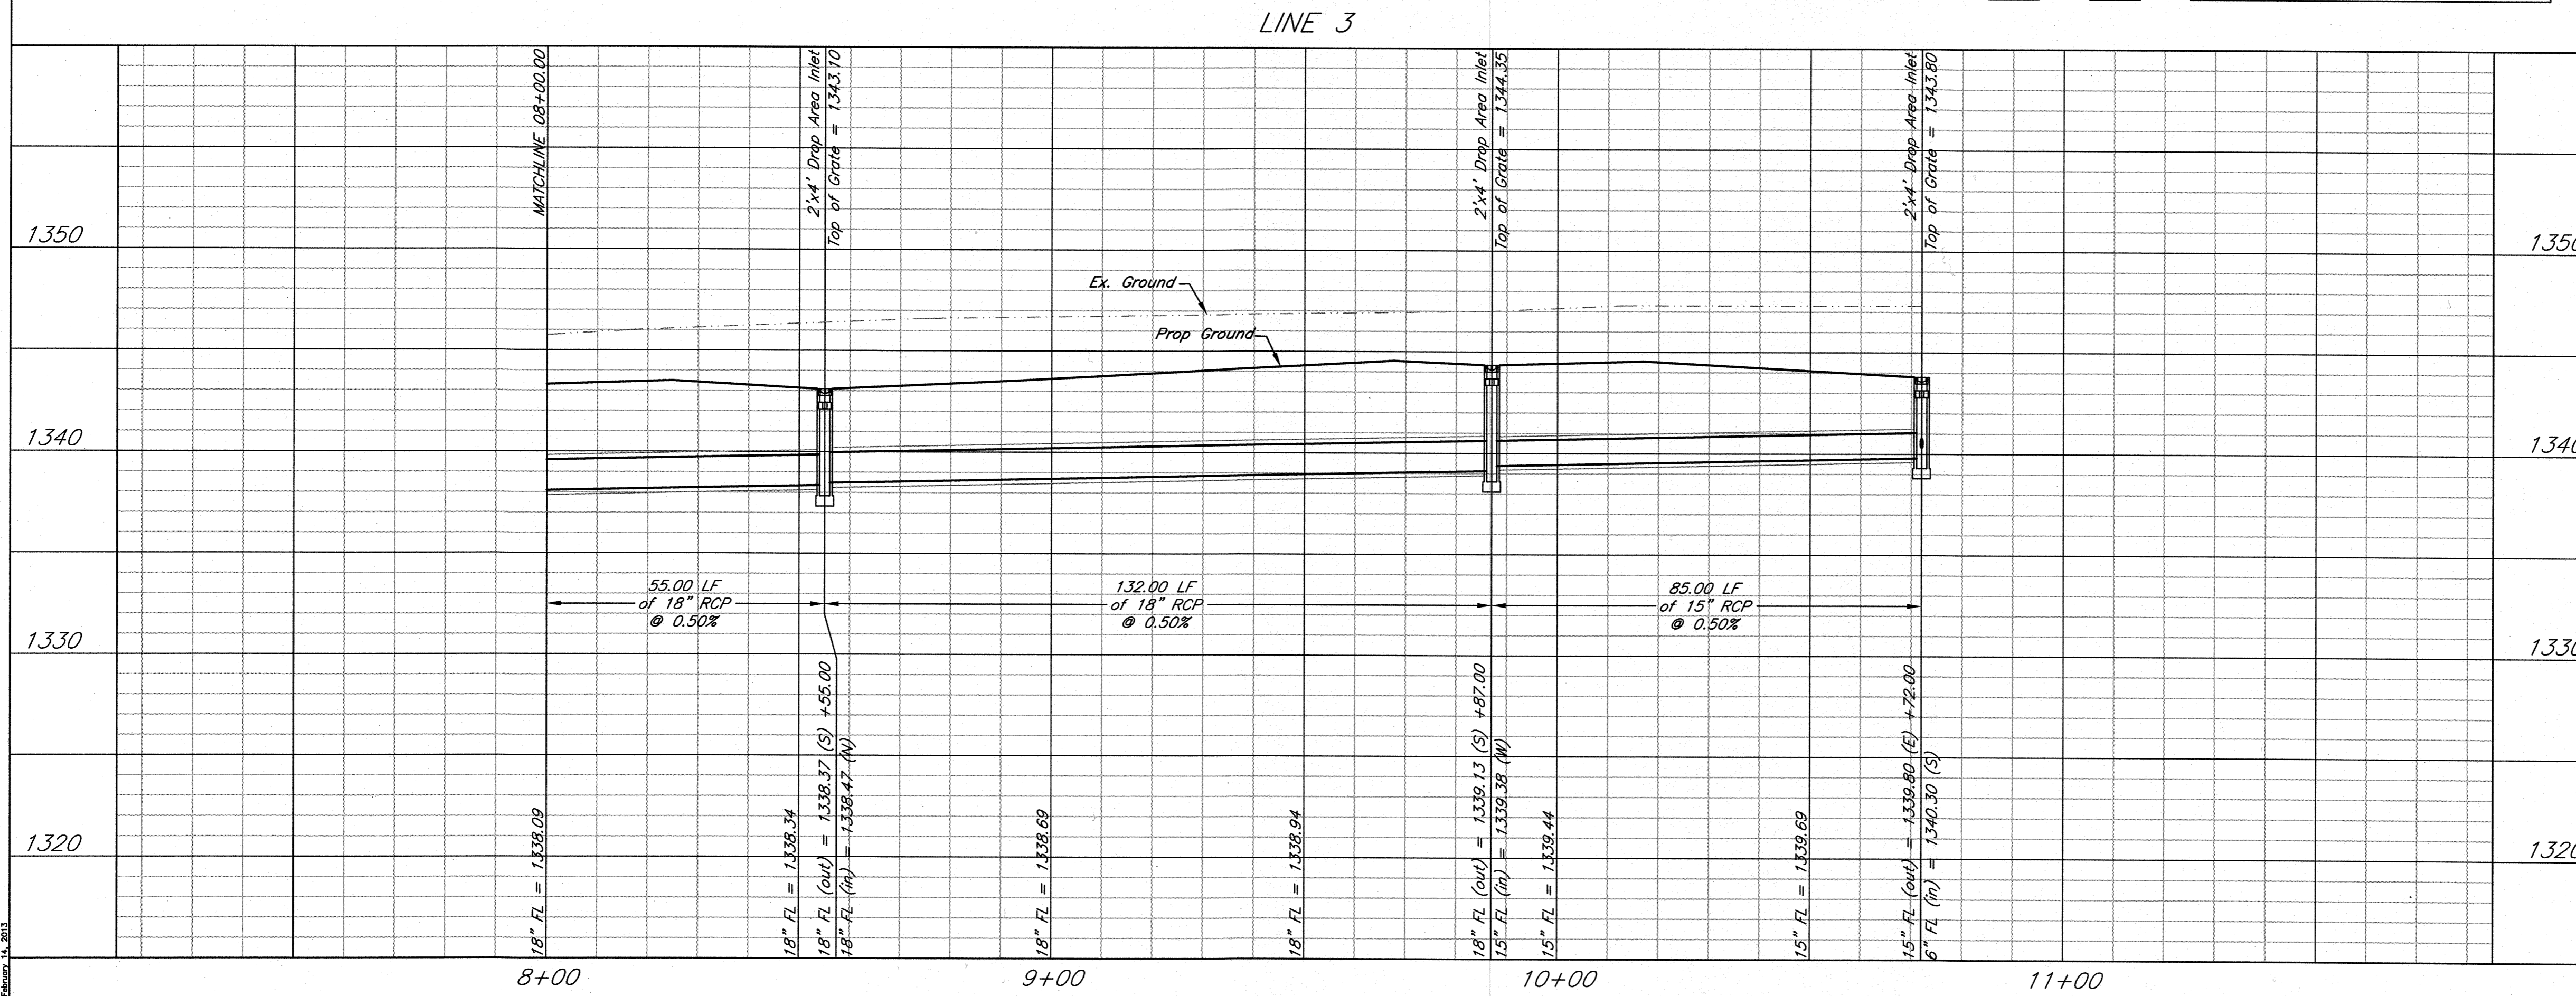 LINE 3
MATCHLINE 08+00.00
2'x4' Drop Area Inlet
Top of Grate = 1343.10
2'x4' Drop Area Inlet
Top of Grate = 1344.35
2'x4' Drop Area Inlet
Top of Grate = 1343.80
1350
1350
Ex. Ground
Prop Ground
1340
1340
55.00 LF
of 18" RCP
@ 0.50%
132.00 LF
of 18" RCP
@ 0.50%
85.00 LF
of 15" RCP
@ 0.50%
1330
1330
18" FL = 1338.09
18" FL = 1338.34
18" FL (out) = 1338.37 (S) +55.00
18" FL (in) = 1338.47 (N)
18" FL = 1338.69
18" FL = 1338.94
18" FL (out) = 1339.13 (S) +87.00
15" FL (in) = 1339.38 (W)
15" FL = 1339.44
15" FL = 1339.69
15" FL (out) = 1339.80 (E) +72.00
6" FL (in) = 1340.30 (S)
1320
1320
8+00
9+00
10+00
11+00
February 14, 2013